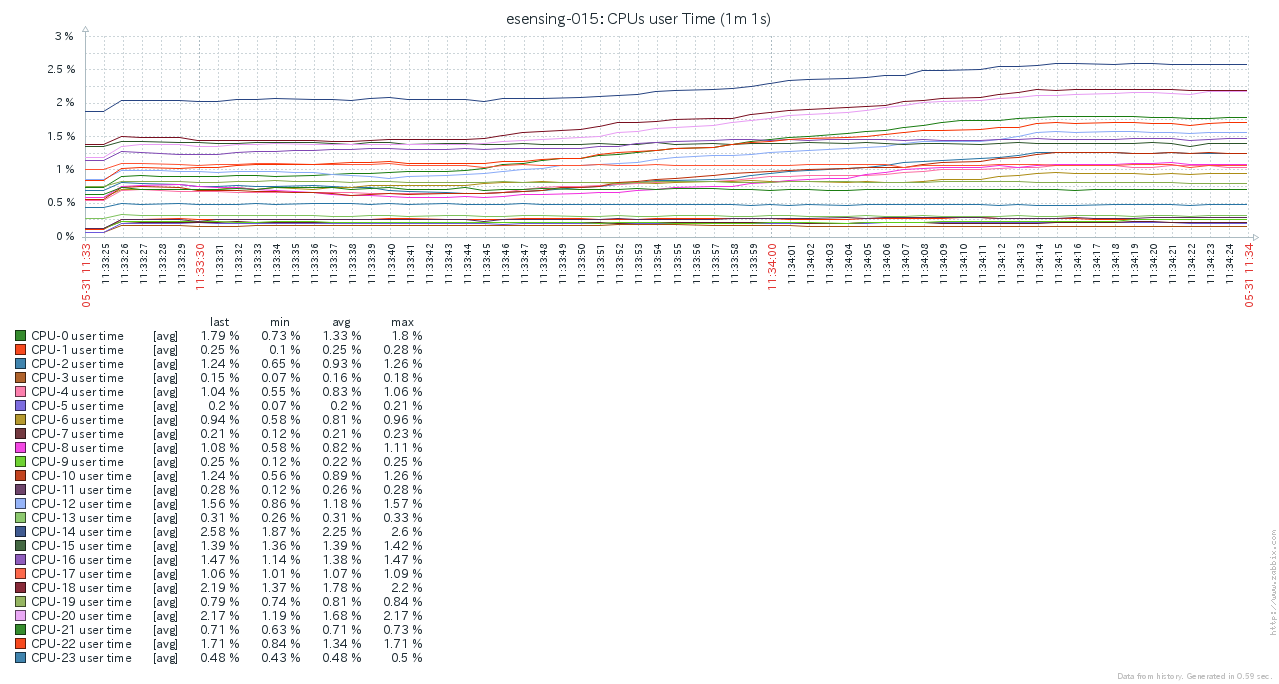 esensing-015: CPUs user Time (1m 1s)
3 %
2.5 %
2 %
1.5 %
1 %
0.5 %
0 %
05-31 11:33
11:33:25
11:33:26
11:33:27
11:33:28
11:33:29
11:33:30
11:33:31
11:33:32
11:33:33
11:33:34
11:33:35
11:33:36
11:33:37
11:33:38
11:33:39
11:33:40
11:33:41
11:33:42
11:33:43
11:33:44
11:33:45
11:33:46
11:33:47
11:33:48
11:33:49
11:33:50
11:33:51
11:33:52
11:33:53
11:33:54
11:33:55
11:33:56
11:33:57
11:33:58
11:33:59
11:34:00
11:34:01
11:34:02
11:34:03
11:34:04
11:34:05
11:34:06
11:34:07
11:34:08
11:34:09
11:34:10
11:34:11
11:34:12
11:34:13
11:34:14
11:34:15
11:34:16
11:34:17
11:34:18
11:34:19
11:34:20
11:34:21
11:34:22
11:34:23
11:34:24
05-31 11:34
last min avg max
CPU-0 user time [avg] 1.79 % 0.73 % 1.33 % 1.8 %
CPU-1 user time [avg] 0.25 % 0.1 % 0.25 % 0.28 %
CPU-2 user time [avg] 1.24 % 0.65 % 0.93 % 1.26 %
CPU-3 user time [avg] 0.15 % 0.07 % 0.16 % 0.18 %
CPU-4 user time [avg] 1.04 % 0.55 % 0.83 % 1.06 %
CPU-5 user time [avg] 0.2 % 0.07 % 0.2 % 0.21 %
CPU-6 user time [avg] 0.94 % 0.58 % 0.81 % 0.96 %
CPU-7 user time [avg] 0.21 % 0.12 % 0.21 % 0.23 %
CPU-8 user time [avg] 1.08 % 0.58 % 0.82 % 1.11 %
CPU-9 user time [avg] 0.25 % 0.12 % 0.22 % 0.25 %
CPU-10 user time [avg] 1.24 % 0.56 % 0.89 % 1.26 %
CPU-11 user time [avg] 0.28 % 0.12 % 0.26 % 0.28 %
CPU-12 user time [avg] 1.56 % 0.86 % 1.18 % 1.57 %
CPU-13 user time [avg] 0.31 % 0.26 % 0.31 % 0.33 %
CPU-14 user time [avg] 2.58 % 1.87 % 2.25 % 2.6 %
CPU-15 user time [avg] 1.39 % 1.36 % 1.39 % 1.42 %
CPU-16 user time [avg] 1.47 % 1.14 % 1.38 % 1.47 %
CPU-17 user time [avg] 1.06 % 1.01 % 1.07 % 1.09 %
CPU-18 user time [avg] 2.19 % 1.37 % 1.78 % 2.2 %
CPU-19 user time [avg] 0.79 % 0.74 % 0.81 % 0.84 %
CPU-20 user time [avg] 2.17 % 1.19 % 1.68 % 2.17 %
CPU-21 user time [avg] 0.71 % 0.63 % 0.71 % 0.73 %
CPU-22 user time [avg] 1.71 % 0.84 % 1.34 % 1.71 %
CPU-23 user time [avg] 0.48 % 0.43 % 0.48 % 0.5 %
http://www.zabbix.com
Data from history. Generated in 0.59 sec.